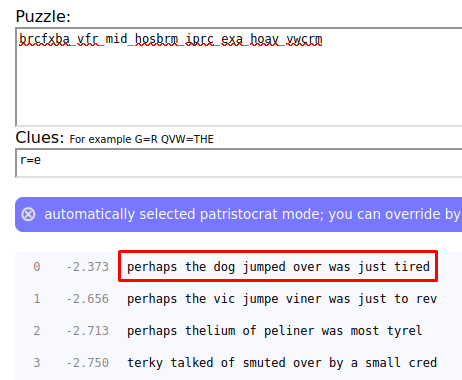 Puzzle:
brcfxba vfr mid hosbrm iprc exa hoav vwcrm
Clues: For example G=R QVW=THE
r=e
automatically selected patristocrat mode; you can override by
0 -2.373 perhaps the dog jumped over was just tired
1 -2.656 perhaps the vic jumpe viner was just to rev
2 -2.713 perhaps thelium of peliner was most tyrel
3 -2.750 terky talked of smuted over by a small cred